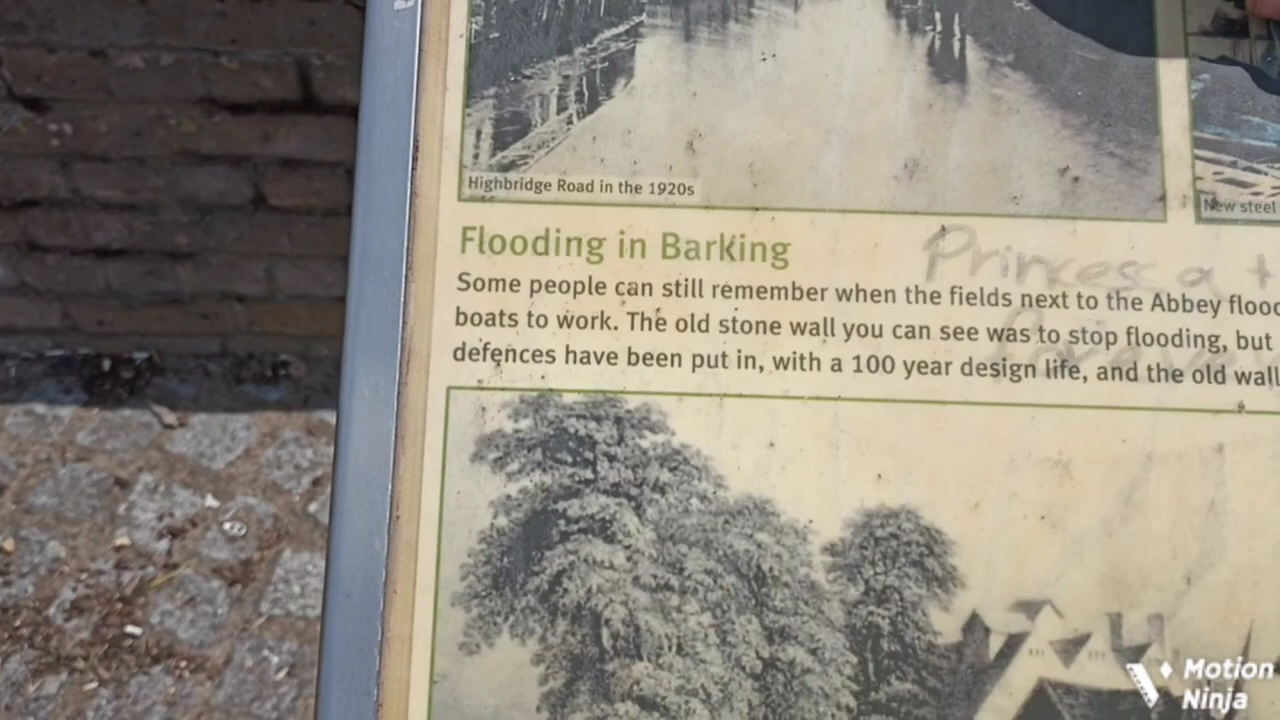 Highbridge Road in the 1920s
New steel
Flooding in Barking
Princess a
Some people can still remember when the fields next to the Abbey flood
boats to work. The old stone wall you can see was to stop flooding, but
defences have been put in, with a 100 year design life, and the old wall
Motion
Ninja